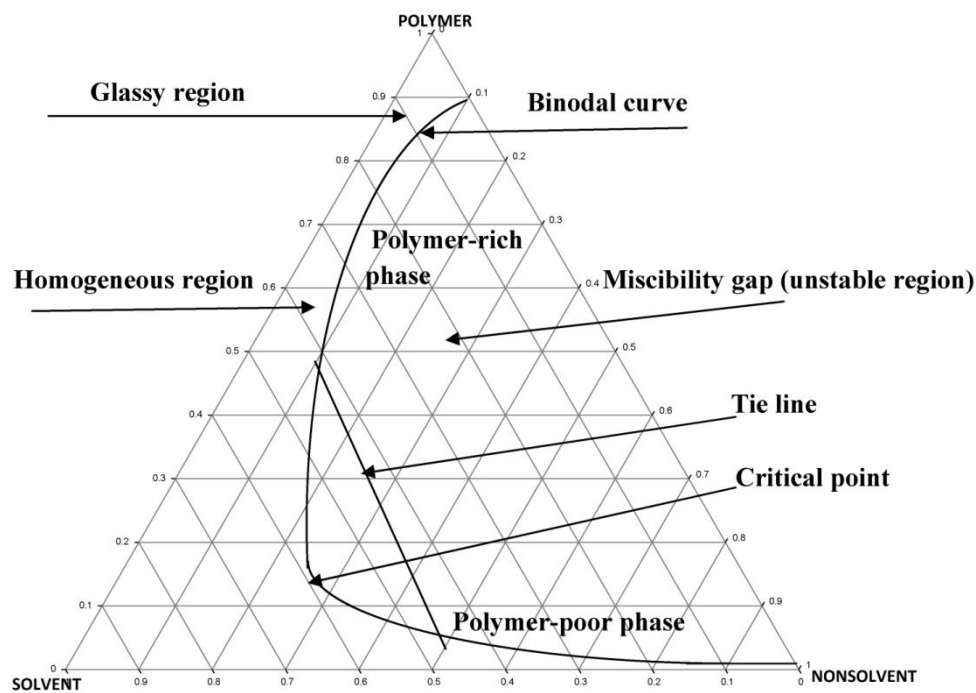 POLYMER
1 0
Glassy region
0.9 0.1
Binodal curve
0.8 0.2
0.7 0.3
Polymer-rich
phase
Homogeneous region
0.6 0.4
Miscibility gap (unstable region)
0.5 0.5
Tie line
0.4 0.6
Critical point
0.3 0.7
0.2 0.8
0.1 0.9
Polymer-poor phase
0 1
SOLVENT
1 0.9 0.8 0.7 0.6 0.5 0.4 0.3 0.2 0.1 0
NONSOLVENT